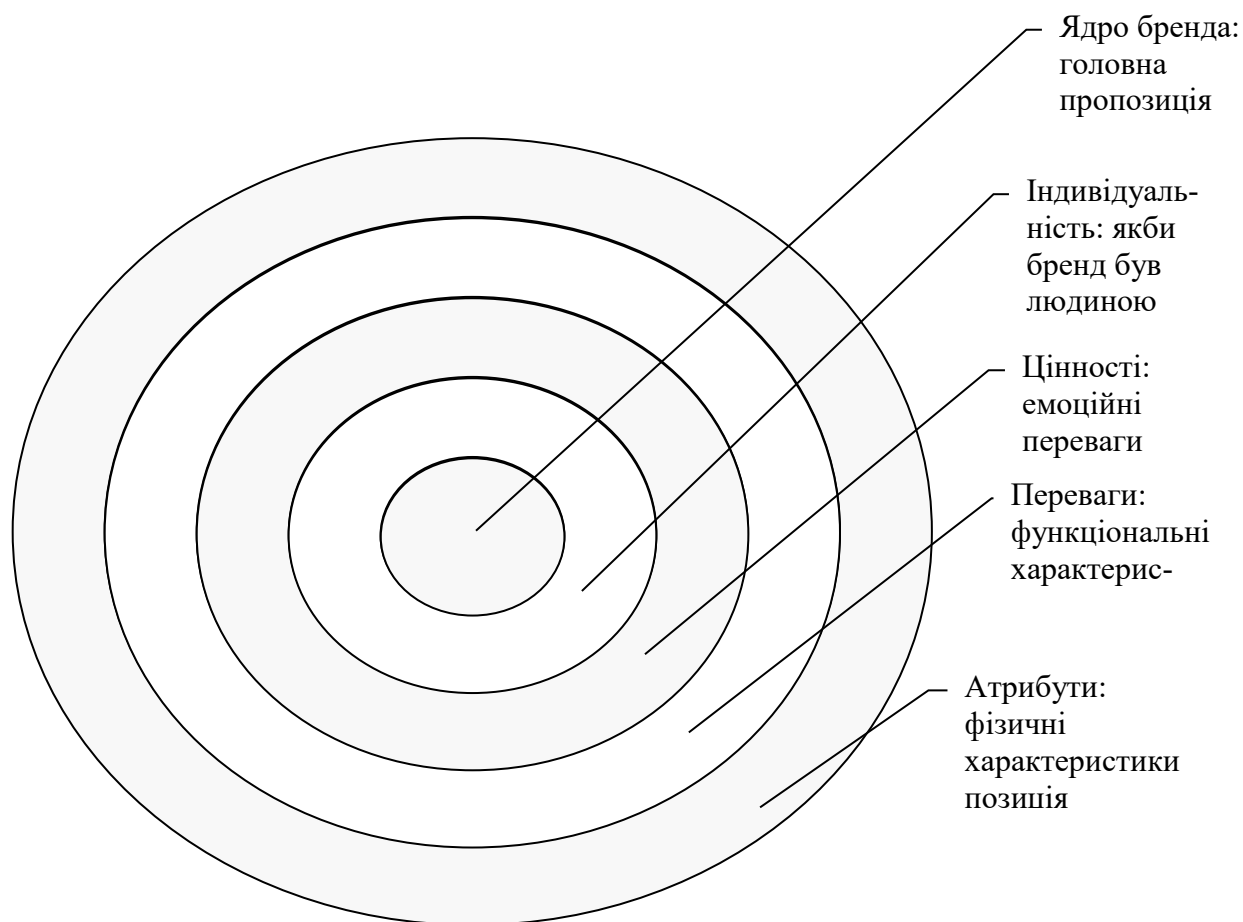 Ядро бренда:
головна
пропозиція
Індивідуаль-
ність: якби
бренд був
людиною
Цінності:
емоційні
переваги
Переваги:
функціональні
характерис-
Атрибути:
фізичні
характеристики
позиція